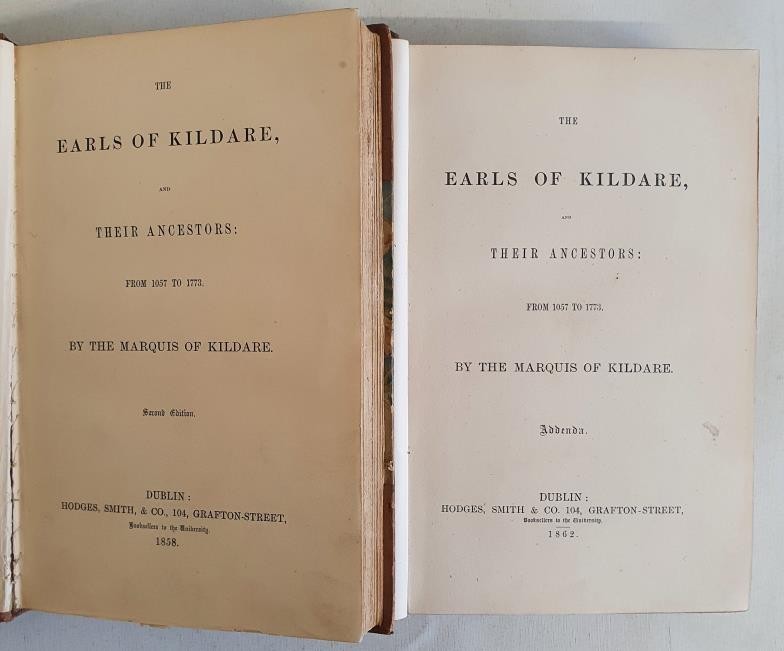 THE
EARLS OF KILDARE,
AND
THEIR ANCESTORS:
FROM 1057 TO 1773.
BY THE MARQUIS OF KILDARE.
Second Edition.
DUBLIN:
HODGES, SMITH, & CO., 104, GRAFTON-STREET,
Booksellers to the University.
1858.
THE
EARLS OF KILDARE,
AND
THEIR ANCESTORS:
FROM 1057 TO 1773.
BY THE MARQUIS OF KILDARE.
Addenda.
DUBLIN:
HODGES, SMITH & CO. 104, GRAFTON-STREET,
Booksellers to the University.
1862.